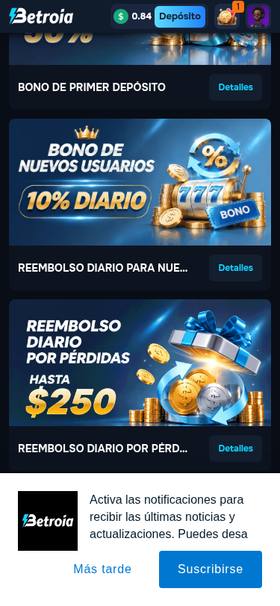 Betroia
$ 0.84 Depósito
1
50%
BONO DE PRIMER DEPÓSITO
Detalles
BONO DE
NUEVOS USUARIOS
10% DIARIO
%
777
BONO
REEMBOLSO DIARIO PARA NUE...
Detalles
REEMBOLSO
DIARIO
POR PÉRDIDAS
HASTA
$250
REEMBOLSO DIARIO POR PÉRD...
Detalles
Betroia
Activa las notificaciones para
recibir las últimas noticias y
actualizaciones. Puedes desa
Más tarde
Suscribirse